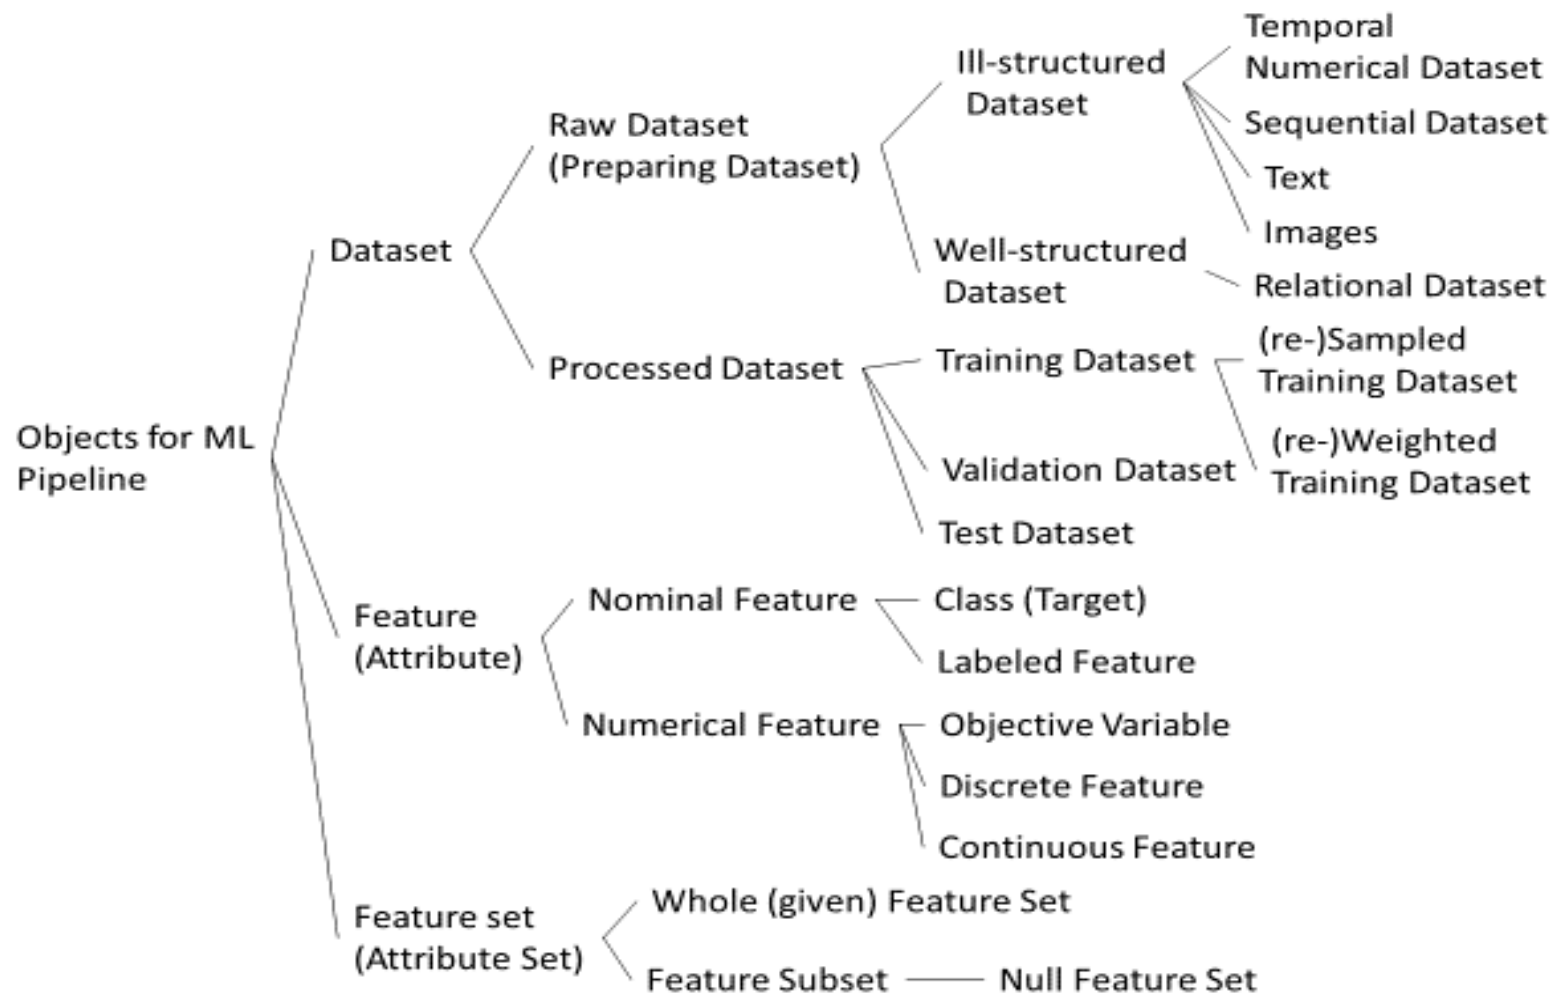 Objects for ML
Pipeline
Dataset
Raw Dataset
(Preparing Dataset)
Ill-structured
Dataset
Temporal
Numerical Dataset
Sequential Dataset
Text
Images
Well-structured
Dataset
Relational Dataset
Processed Dataset
Training Dataset
(re-)Sampled
Training Dataset
(re-)Weighted
Training Dataset
Validation Dataset
Test Dataset
Feature
(Attribute)
Nominal Feature
Class (Target)
Labeled Feature
Numerical Feature
Objective Variable
Discrete Feature
Continuous Feature
Feature set
(Attribute Set)
Whole (given) Feature Set
Feature Subset
Null Feature Set